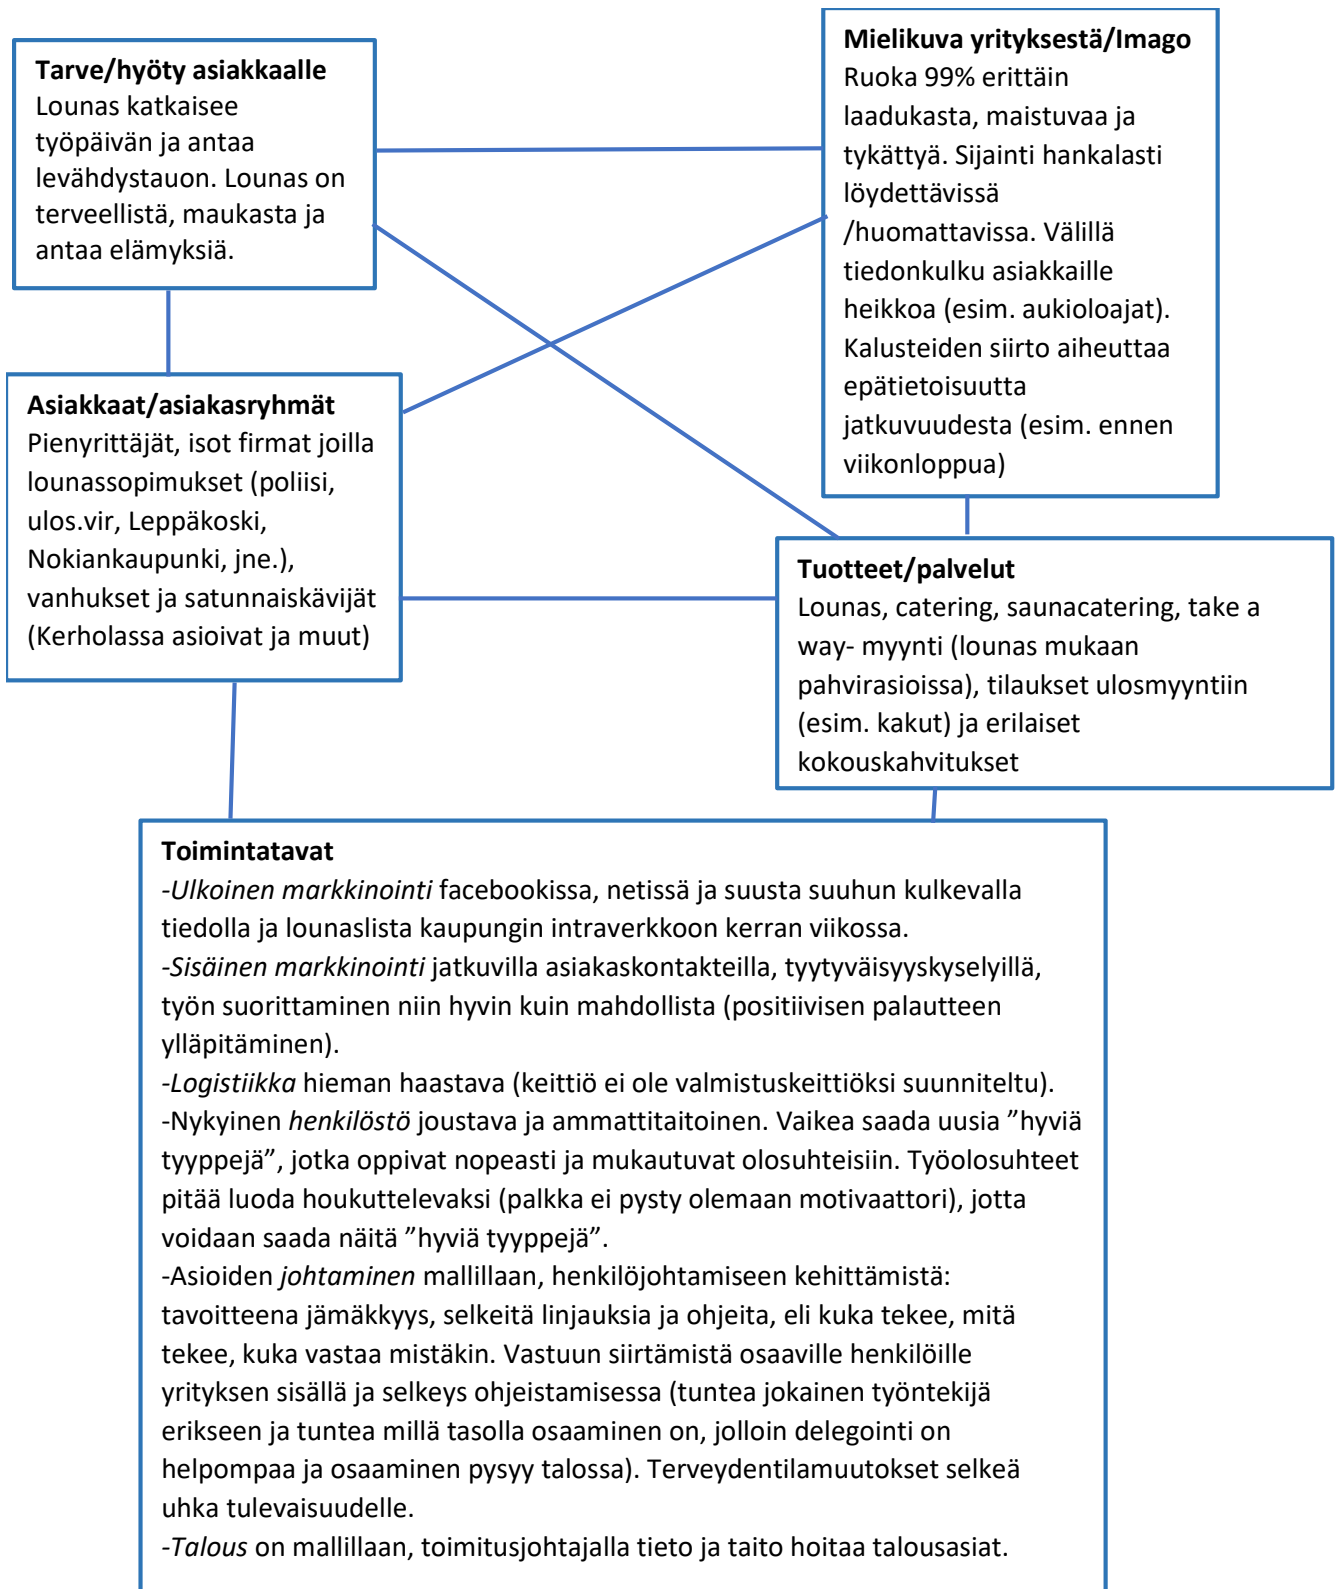 Tarve/hyöty asiakkaalle
Lounas katkaisee
työpäivän ja antaa
levähdystauon. Lounas on
terveellistä, maukasta ja
antaa elämyksiä.
Mielikuva yrityksestä/Imago
Ruoka 99% erittäin
laadukasta, maistuvaa ja
tykättyä. Sijainti hankalasti
löydettävissä
/huomattavissa. Välillä
tiedonkulku asiakkaille
heikkoa (esim. aukioloajat).
Kalusteiden siirto aiheuttaa
epätietoisuutta
jatkuvuudesta (esim. ennen
viikonloppua)
Asiakkaat/asiakasryhmät
Pienyrittäjät, isot firmat joilla
lounassopimukset (poliisi,
ulos.vir, Leppäkoski,
Nokiankaupunki, jne.),
vanhukset ja satunnaiskävijät
(Kerholassa asioivat ja muut)
Tuotteet/palvelut
Lounas, catering, saunacatering, take a
way- myynti (lounas mukaan
pahvirasioissa), tilaukset ulosmyyntiin
(esim. kakut) ja erilaiset
kokouskahvitukset
Toimintatavat
-Ulkoinen markkinointi facebookissa, netissä ja suusta suuhun kulkevalla
tiedolla ja lounaslista kaupungin intraverkkoon kerran viikossa.
-Sisäinen markkinointi jatkuvilla asiakaskontakteilla, tyytyväisyyskyselyillä,
työn suorittaminen niin hyvin kuin mahdollista (positiivisen palautteen
ylläpitäminen).
-Logistiikka hieman haastava (keittiö ei ole valmistuskeittiöksi suunniteltu).
-Nykyinen henkilöstö joustava ja ammattitaitoinen. Vaikea saada uusia ”hyviä
tyyppejä”, jotka oppivat nopeasti ja mukautuvat olosuhteisiin. Työolosuhteet
pitää luoda houkuttelevaksi (palkka ei pysty olemaan motivaattori), jotta
voidaan saada näitä ”hyviä tyyppejä”.
-Asioiden johtaminen mallillaan, henkilöjohtamiseen kehittämistä:
tavoitteena jämäkkyys, selkeitä linjauksia ja ohjeita, eli kuka tekee, mitä
tekee, kuka vastaa mistäkin. Vastuun siirtämistä osaaville henkilöille
yrityksen sisällä ja selkeys ohjeistamisessa (tuntea jokainen työntekijä
erikseen ja tuntea millä tasolla osaaminen on, jolloin delegointi on
helpompaa ja osaaminen pysyy talossa). Terveydentilamuutokset selkeä
uhka tulevaisuudelle.
-Talous on mallillaan, toimitusjohtajalla tieto ja taito hoitaa talousasiat.